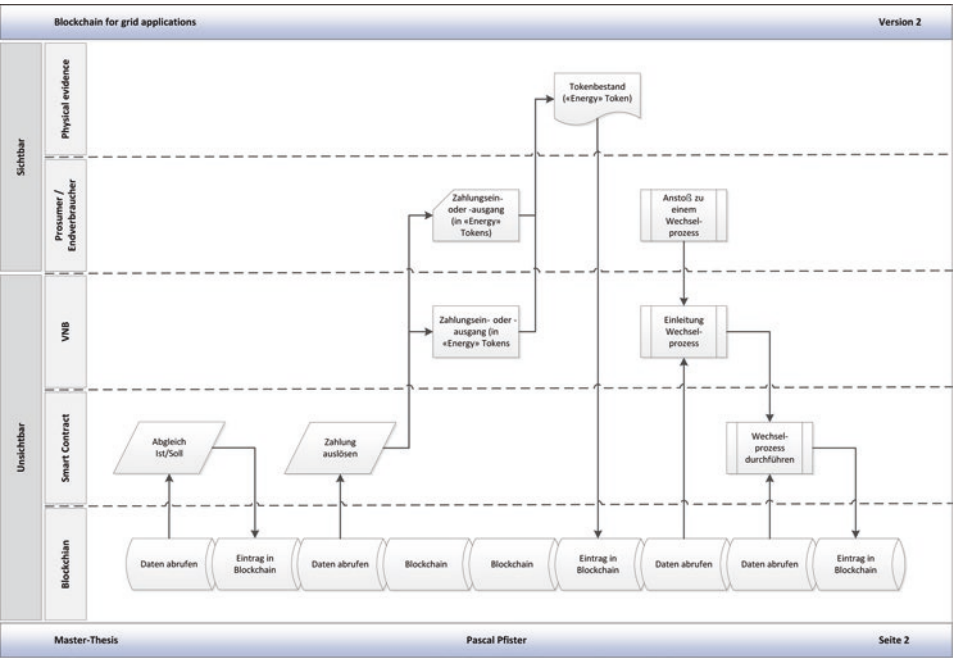 Blockchain for grid applications
Version 2
Sichtbar
Unsichtbar
Physical evidence
Tokenbestand
(«Energy» Token)
Prosumer /
Endverbraucher
Zahlungsein-
oder -ausgang
(in «Energy»
Tokens)
Anstoß zu
einem
Wechsel-
prozess
VNB
Zahlungsein- oder -
ausgang (in
«Energy» Tokens
Einleitung
Wechsel-
prozess
Smart Contract
Abgleich
Ist/Soll
Zahlung
auslösen
Wechsel-
prozess
durchführen
Blockchian
Daten abrufen
Eintrag in
Blockchain
Daten abrufen
Blockchain
Blockchain
Eintrag in
Blockchain
Daten abrufen
Daten abrufen
Eintrag in
Blockchain
Master-Thesis
Pascal Pfister
Seite 2